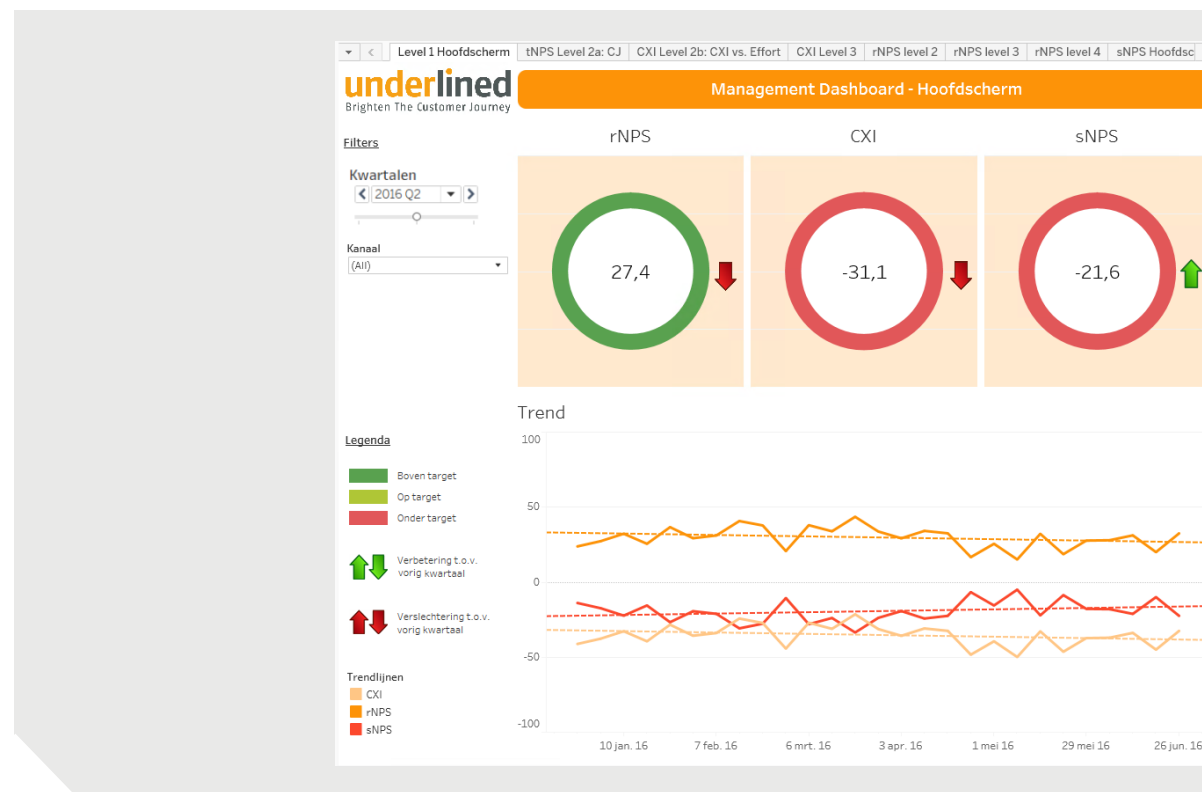 Level 1 Hoofdscherm
tNPS Level 2a: CJ
CXI Level 2b: CXI vs. Effort
CXI Level 3
rNPS level 2
rNPS level 3
rNPS level 4
sNPS Hoofdsc
underlined
Brighten The Customer Journey
Management Dashboard - Hoofdscherm
Filters
Kwartalen
2016 Q2
Kanaal
(All)
rNPS
CXI
sNPS
27,4
-31,1
-21,6
Trend
100
50
0
-50
-100
10 jan. 16
7 feb. 16
6 mrt. 16
3 apr. 16
1 mei 16
29 mei 16
26 jun. 16
Legenda
Boven target
Op target
Onder target
Verbetering t.o.v.
vorig kwartaal
Verslechtering t.o.v.
vorig kwartaal
Trendlijnen
CXI
rNPS
sNPS